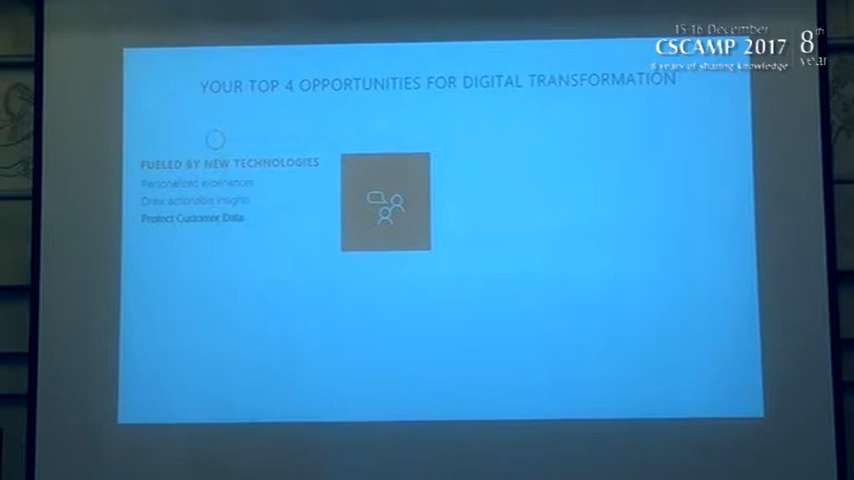 15-16 December
CSCAMP 2017
8th
year
8 years of sharing knowledge
YOUR TOP 4 OPPORTUNITIES FOR DIGITAL TRANSFORMATION
FUELED BY NEW TECHNOLOGIES
Personalized experiences
Draw actionable insights
Protect Customer Data